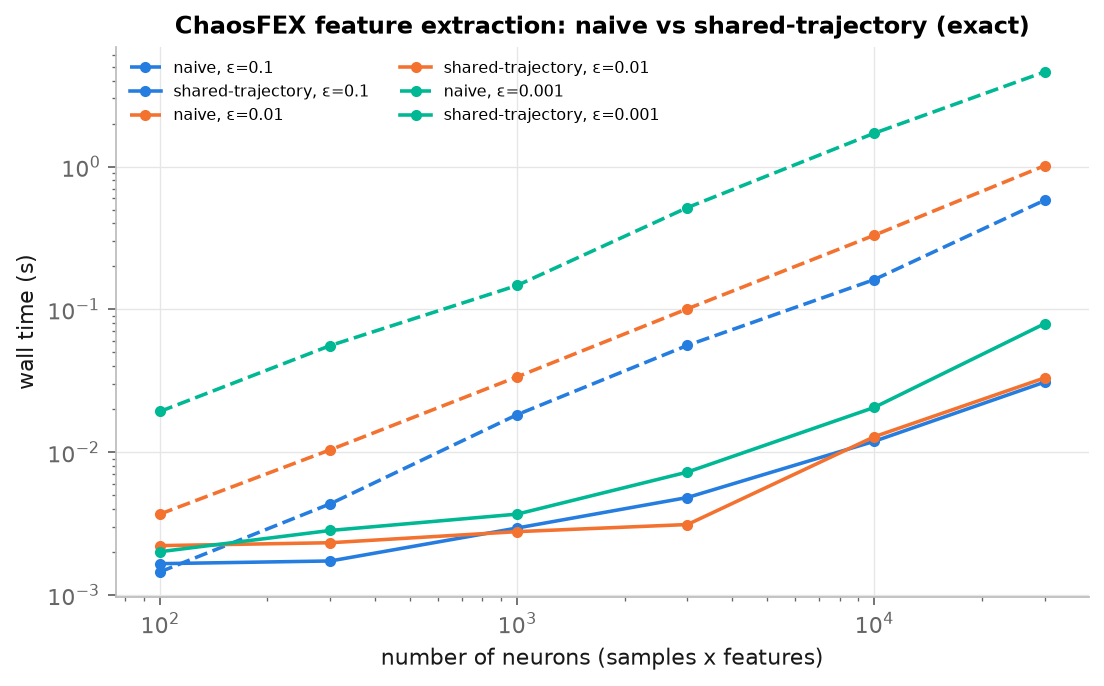 ChaosFEX feature extraction: naive vs shared-trajectory (exact)
naive, ε=0.1
shared-trajectory, ε=0.1
naive, ε=0.01
shared-trajectory, ε=0.01
naive, ε=0.001
shared-trajectory, ε=0.001
wall time (s)
10⁰
10⁻¹
10⁻²
10⁻³
10²
10³
10⁴
number of neurons (samples x features)